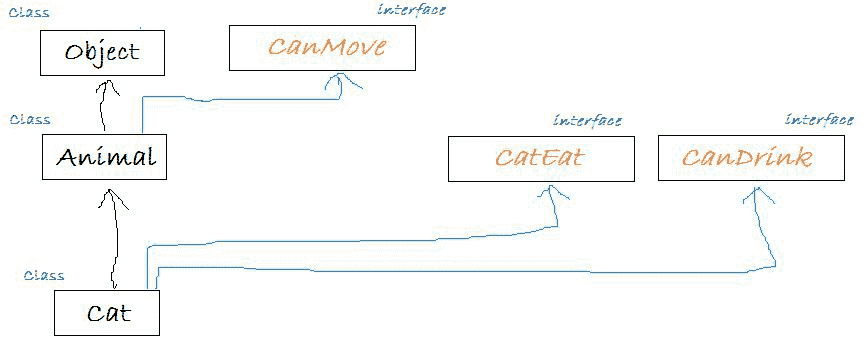 Class
interface
Object
CanMove
Class
Animal
interface
CatEat
interface
CanDrink
Class
Cat